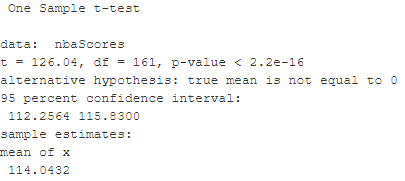 One Sample t-test
data: nbaScores
t = 126.04, df = 161, p-value < 2.2e-16
alternative hypothesis: true mean is not equal to 0
95 percent confidence interval:
112.2564 115.8300
sample estimates:
mean of x
114.0432